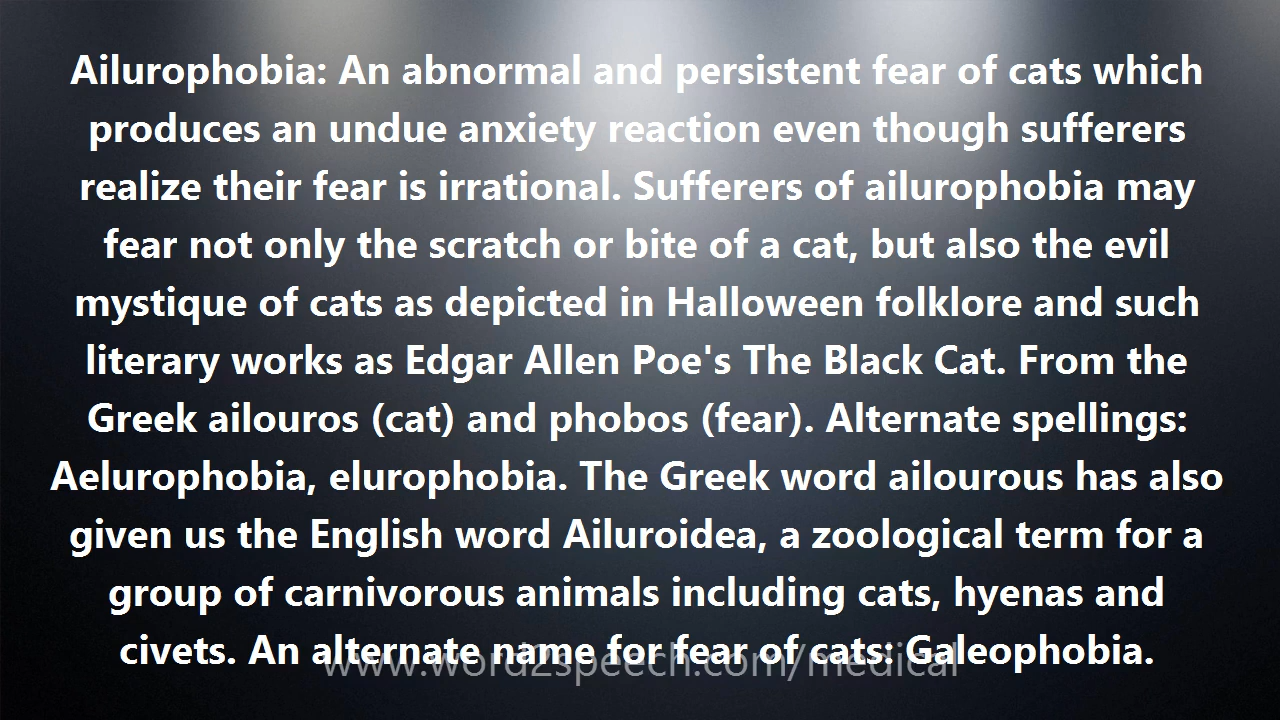 Ailurophobia: An abnormal and persistent fear of cats which
produces an undue anxiety reaction even though sufferers
realize their fear is irrational. Sufferers of ailurophobia may
fear not only the scratch or bite of a cat, but also the evil
mystique of cats as depicted in Halloween folklore and such
literary works as Edgar Allen Poe's The Black Cat. From the
Greek ailouros (cat) and phobos (fear). Alternate spellings:
Aelurophobia, elurophobia. The Greek word ailourous has also
given us the English word Ailuroidea, a zoological term for a
group of carnivorous animals including cats, hyenas and
civets. An alternate name for fear of cats: Galeophobia.
www.word2speech.com/medical